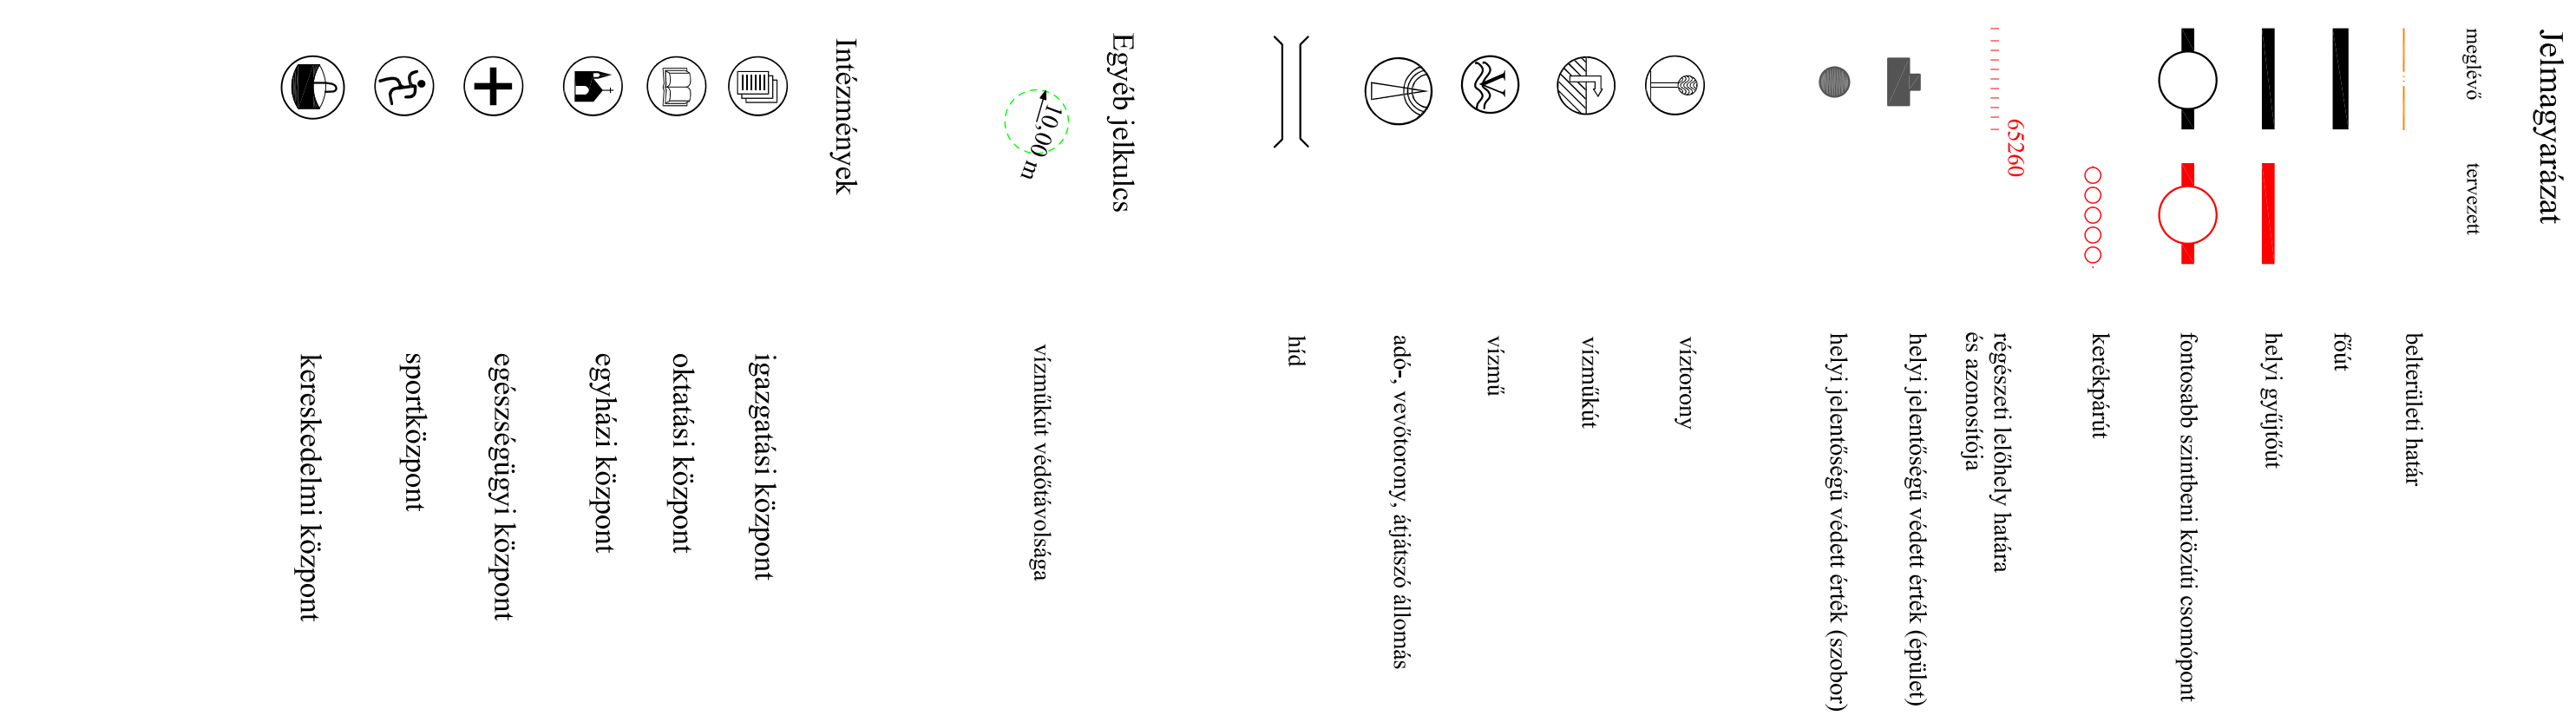 Jelmagyarázat
meglévő tervezett
belterületi határ
főút
helyi gyűjtőút
fontosabb szintbeni közúti csomópont
kerékpárút
65260
régészeti lelőhely határa
és azonosítója
helyi jelentőségű védett érték (épület)
helyi jelentőségű védett érték (szobor)
víztorony
vízműkút
V
vízmű
adó-, vevőtorony, átjátszó állomás
híd
Egyéb jelkulcs
10,00 m
vízműkút védőtávolsága
Intézmények
igazgatási központ
oktatási központ
egyházi központ
egészségügyi központ
sportközpont
kereskedelmi központ